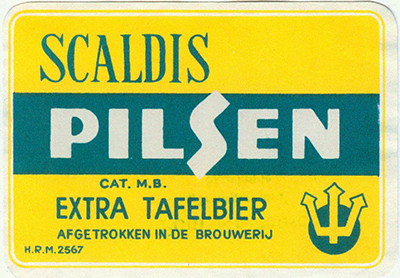 SCALDIS
PILSEN
CAT. M.B.
EXTRA TAFELBIER
AFGETROKKEN IN DE BROUWERIJ
H.R.M. 2567